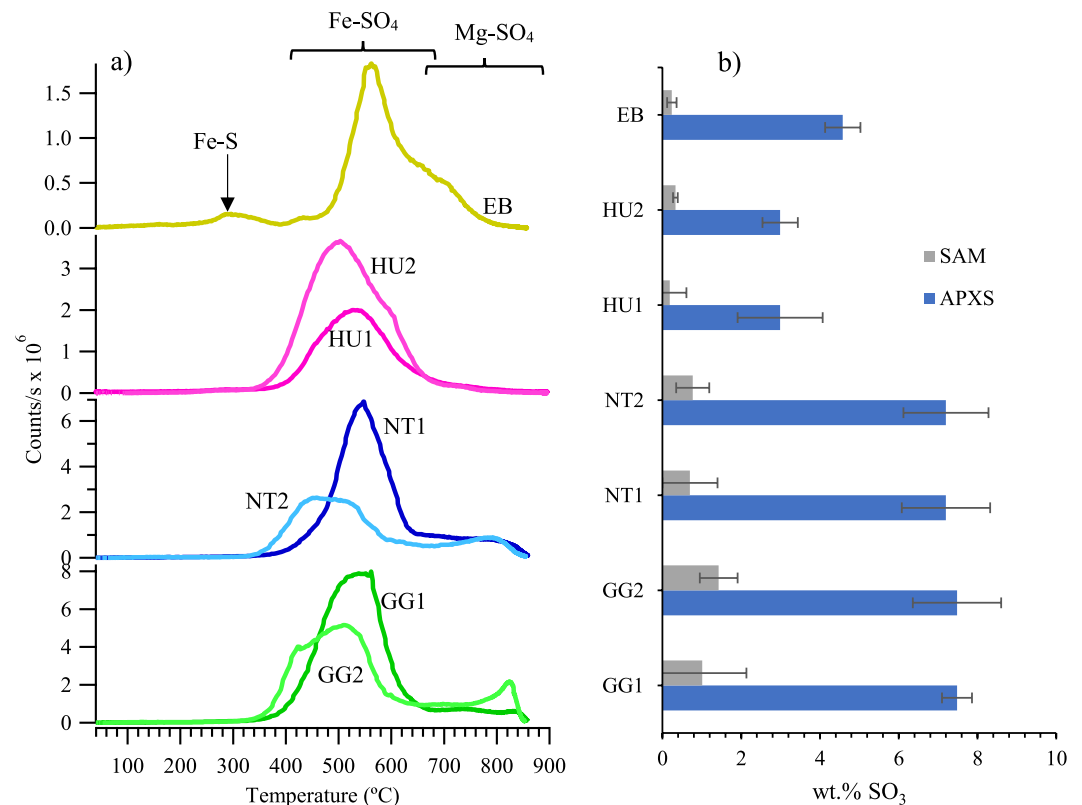 a)
Fe-SO₄
Mg-SO₄
Fe-S
EB
1.5
1.0
0.5
0.0
HU2
HU1
3
2
1
0
NT1
NT2
6
4
2
0
GG1
GG2
8
6
4
2
0
Counts/s x 10⁶
100 200 300 400 500 600 700 800 900
Temperature (ºC)
b)
EB
HU2
HU1
NT2
NT1
GG2
GG1
SAM
APXS
0 2 4 6 8 10
wt.% SO₃